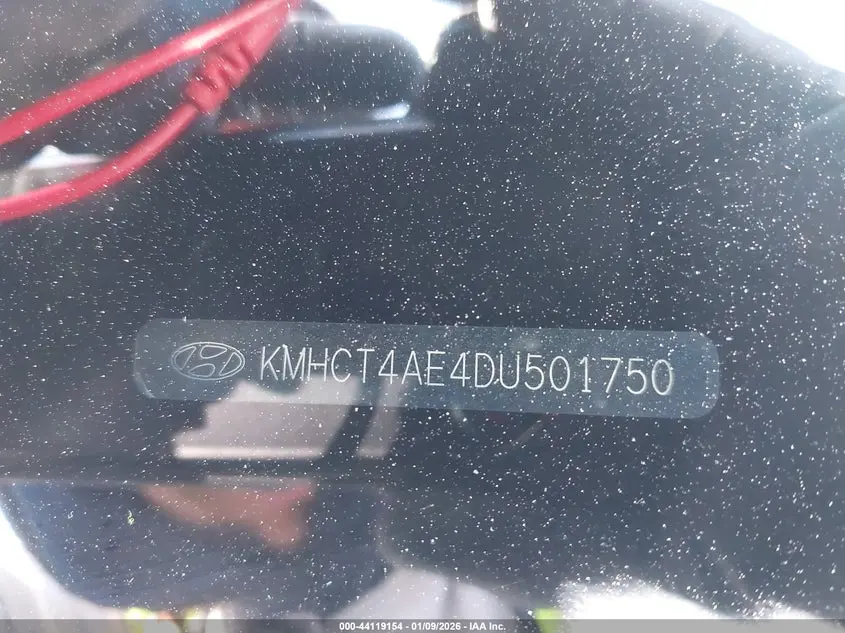 KMHCT4AE4DU501750
000-44119154 - 01/09/2026 - IAA Inc.